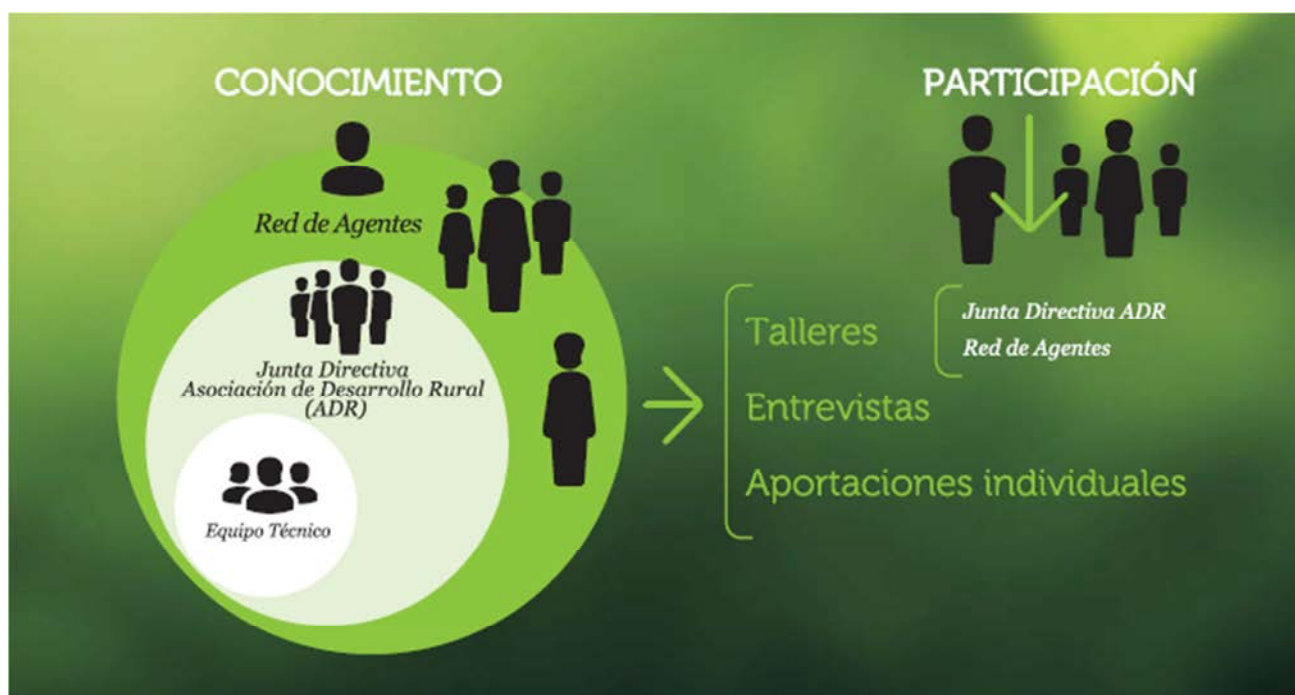 CONOCIMIENTO
Red de Agentes
Junta Directiva
Asociación de Desarrollo Rural
(ADR)
Equipo Técnico
PARTICIPACIÓN
Talleres
Junta Directiva ADR
Red de Agentes
Entrevistas
Aportaciones individuales